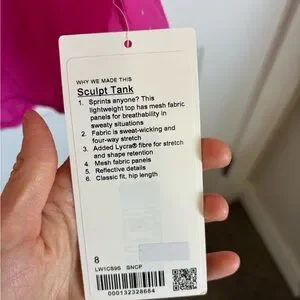 WHY WE MADE THIS
Sculpt Tank
1. Sprints anyone? This
lightweight top has mesh fabric
panels for breathability in
sweaty situations
2. Fabric is sweat-wicking and
four-way stretch
3. Added Lycra® fibre for stretch
and shape retention
4. Mesh fabric panels
5. Reflective details
6. Classic fit, hip length
8
LW1CS9S SNCP
000132328664